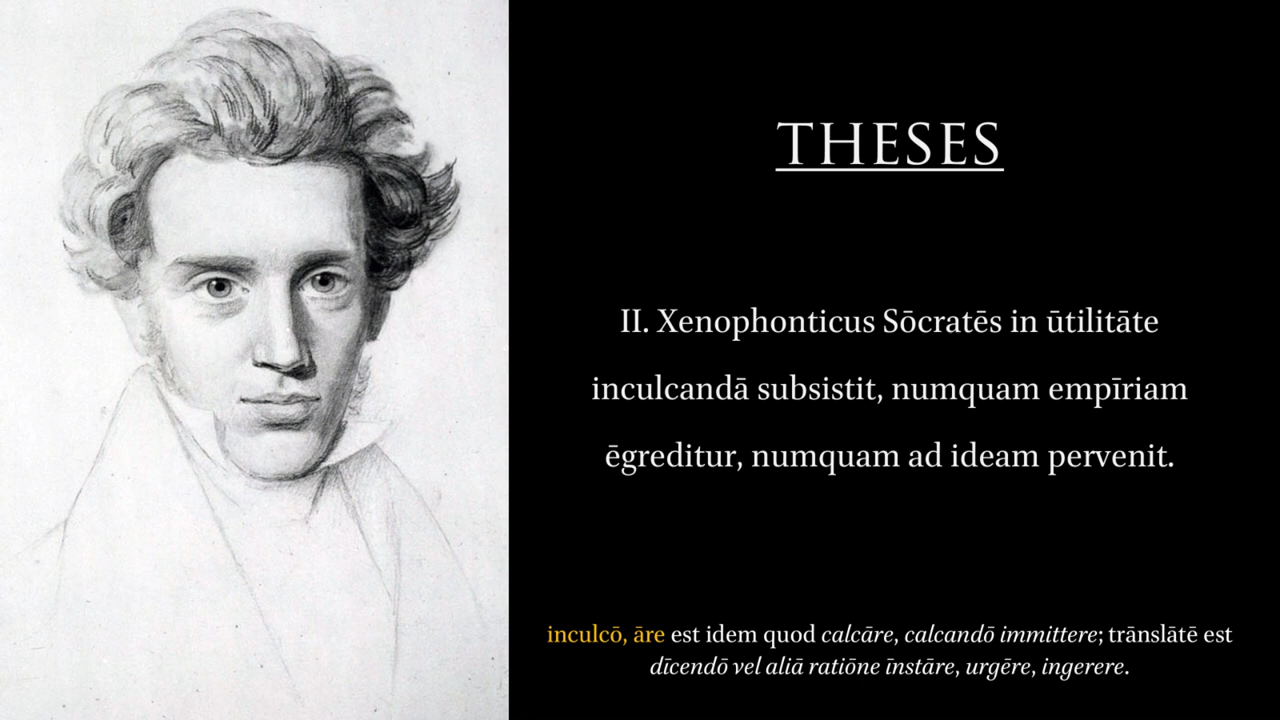 THESES
II. Xenophonticus Sōcratēs in ūtilitāte
inculcandā subsistit, numquam empīriam
ēgreditur, numquam ad ideam pervenit.
inculcō, āre est idem quod calcāre, calcandō immittere; trānslātē est
dīcendō vel aliā ratiōne īnstāre, urgēre, ingerere.